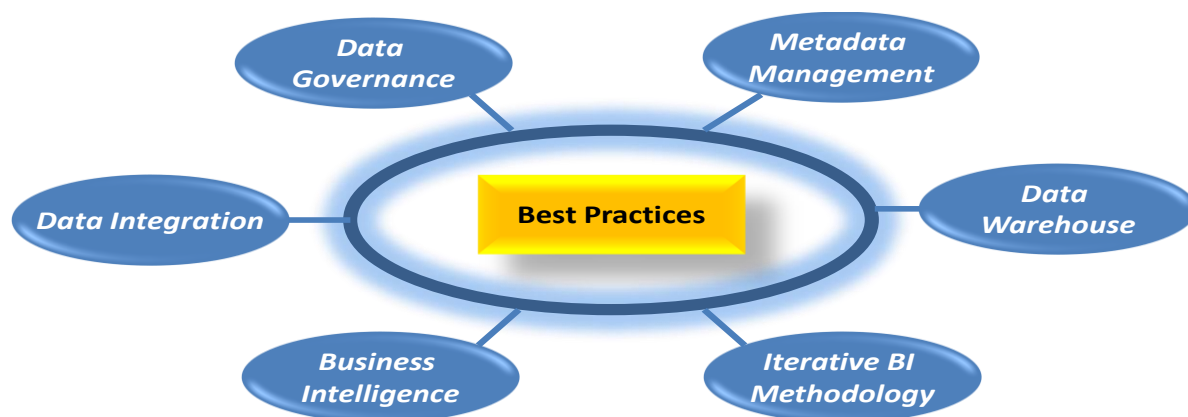 Data
Governance
Metadata
Management
Data Integration
Best Practices
Data
Warehouse
Business
Intelligence
Iterative BI
Methodology